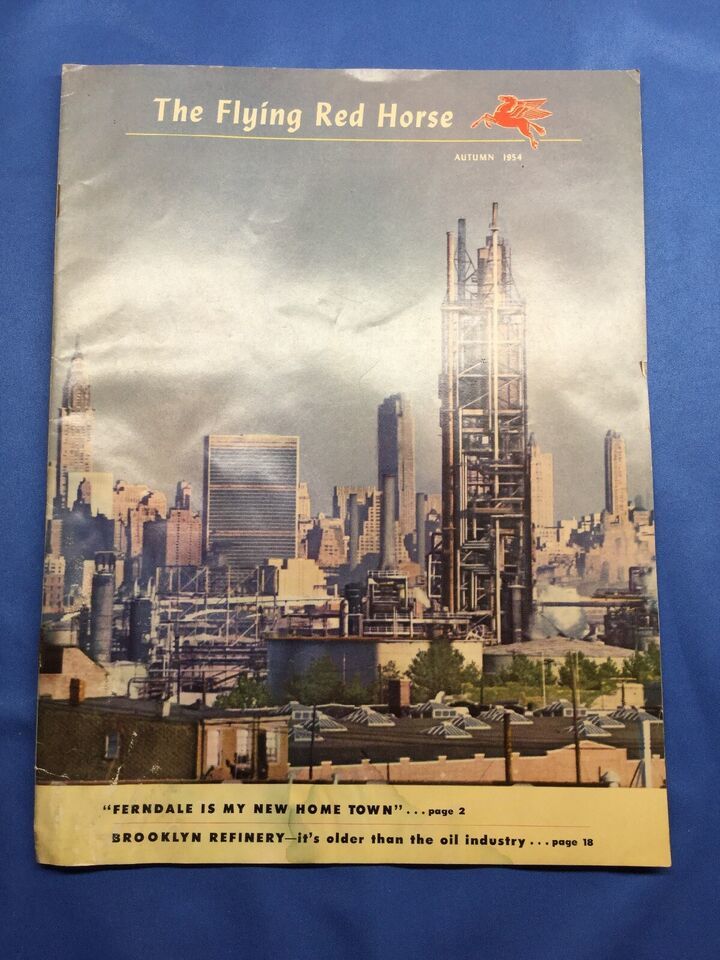 The Flying Red Horse
AUTUMN 1954
“FERNDALE IS MY NEW HOME TOWN”...page 2
BROOKLYN REFINERY—it's older than the oil industry...page 18